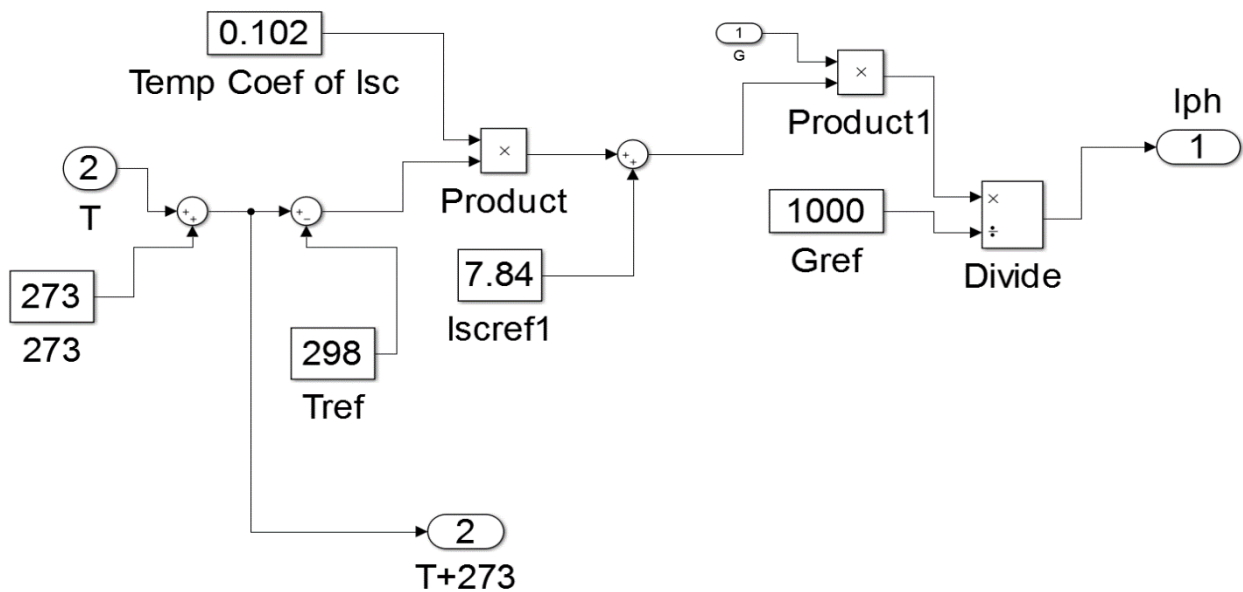 0.102
Temp Coef of Isc
1
G
×
Product1
Iph
1
2
T
+
+
+
−
×
Product
+
+
1000
Gref
×
÷
Divide
273
273
7.84
Iscref1
298
Tref
2
T+273